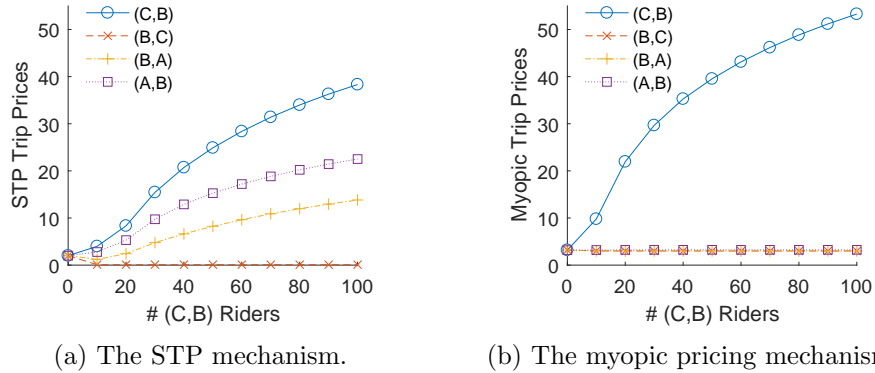 (C,B)
(B,C)
(B,A)
(A,B)
50
40
30
20
10
0
STP Trip Prices
0 20 40 60 80 100
# (C,B) Riders
(a) The STP mechanism.
(C,B)
(B,C)
(B,A)
(A,B)
50
40
30
20
10
0
Myopic Trip Prices
0 20 40 60 80 100
# (C,B) Riders
(b) The myopic pricing mechanis